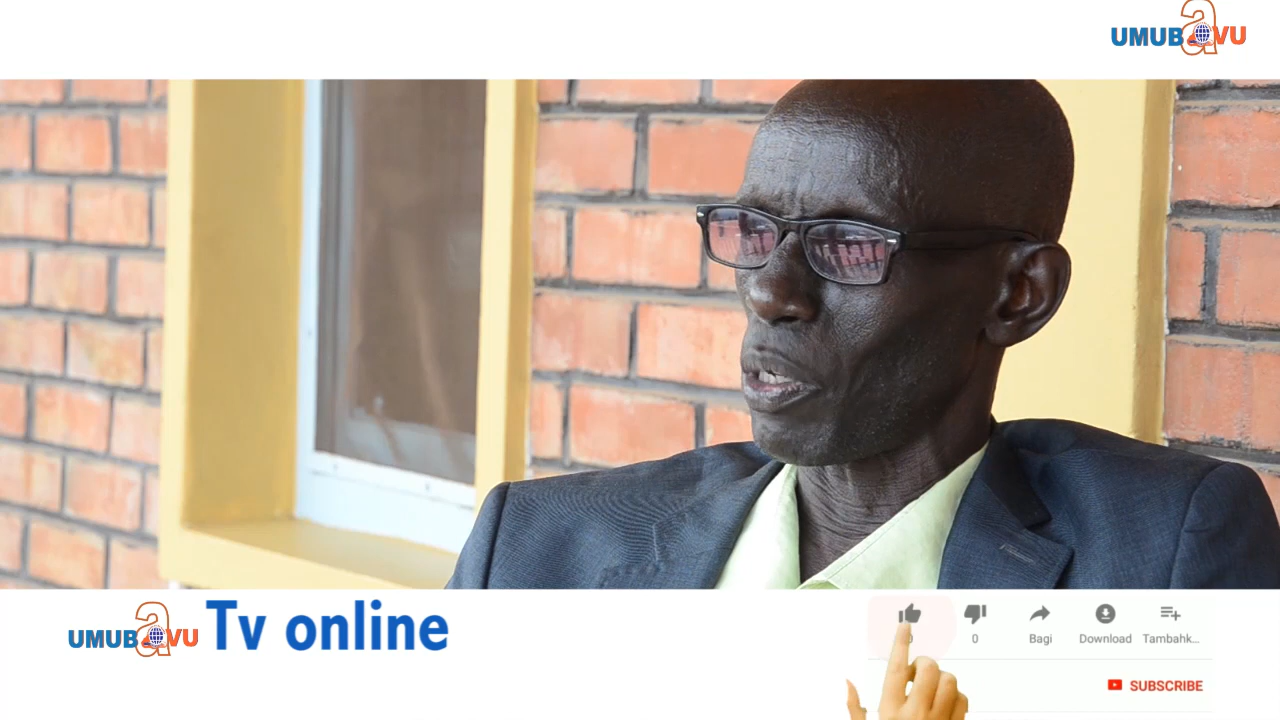 UMUBaVU
UMUBaVU Tv online
0
Bagi
Download
Tambahk...
SUBSCRIBE